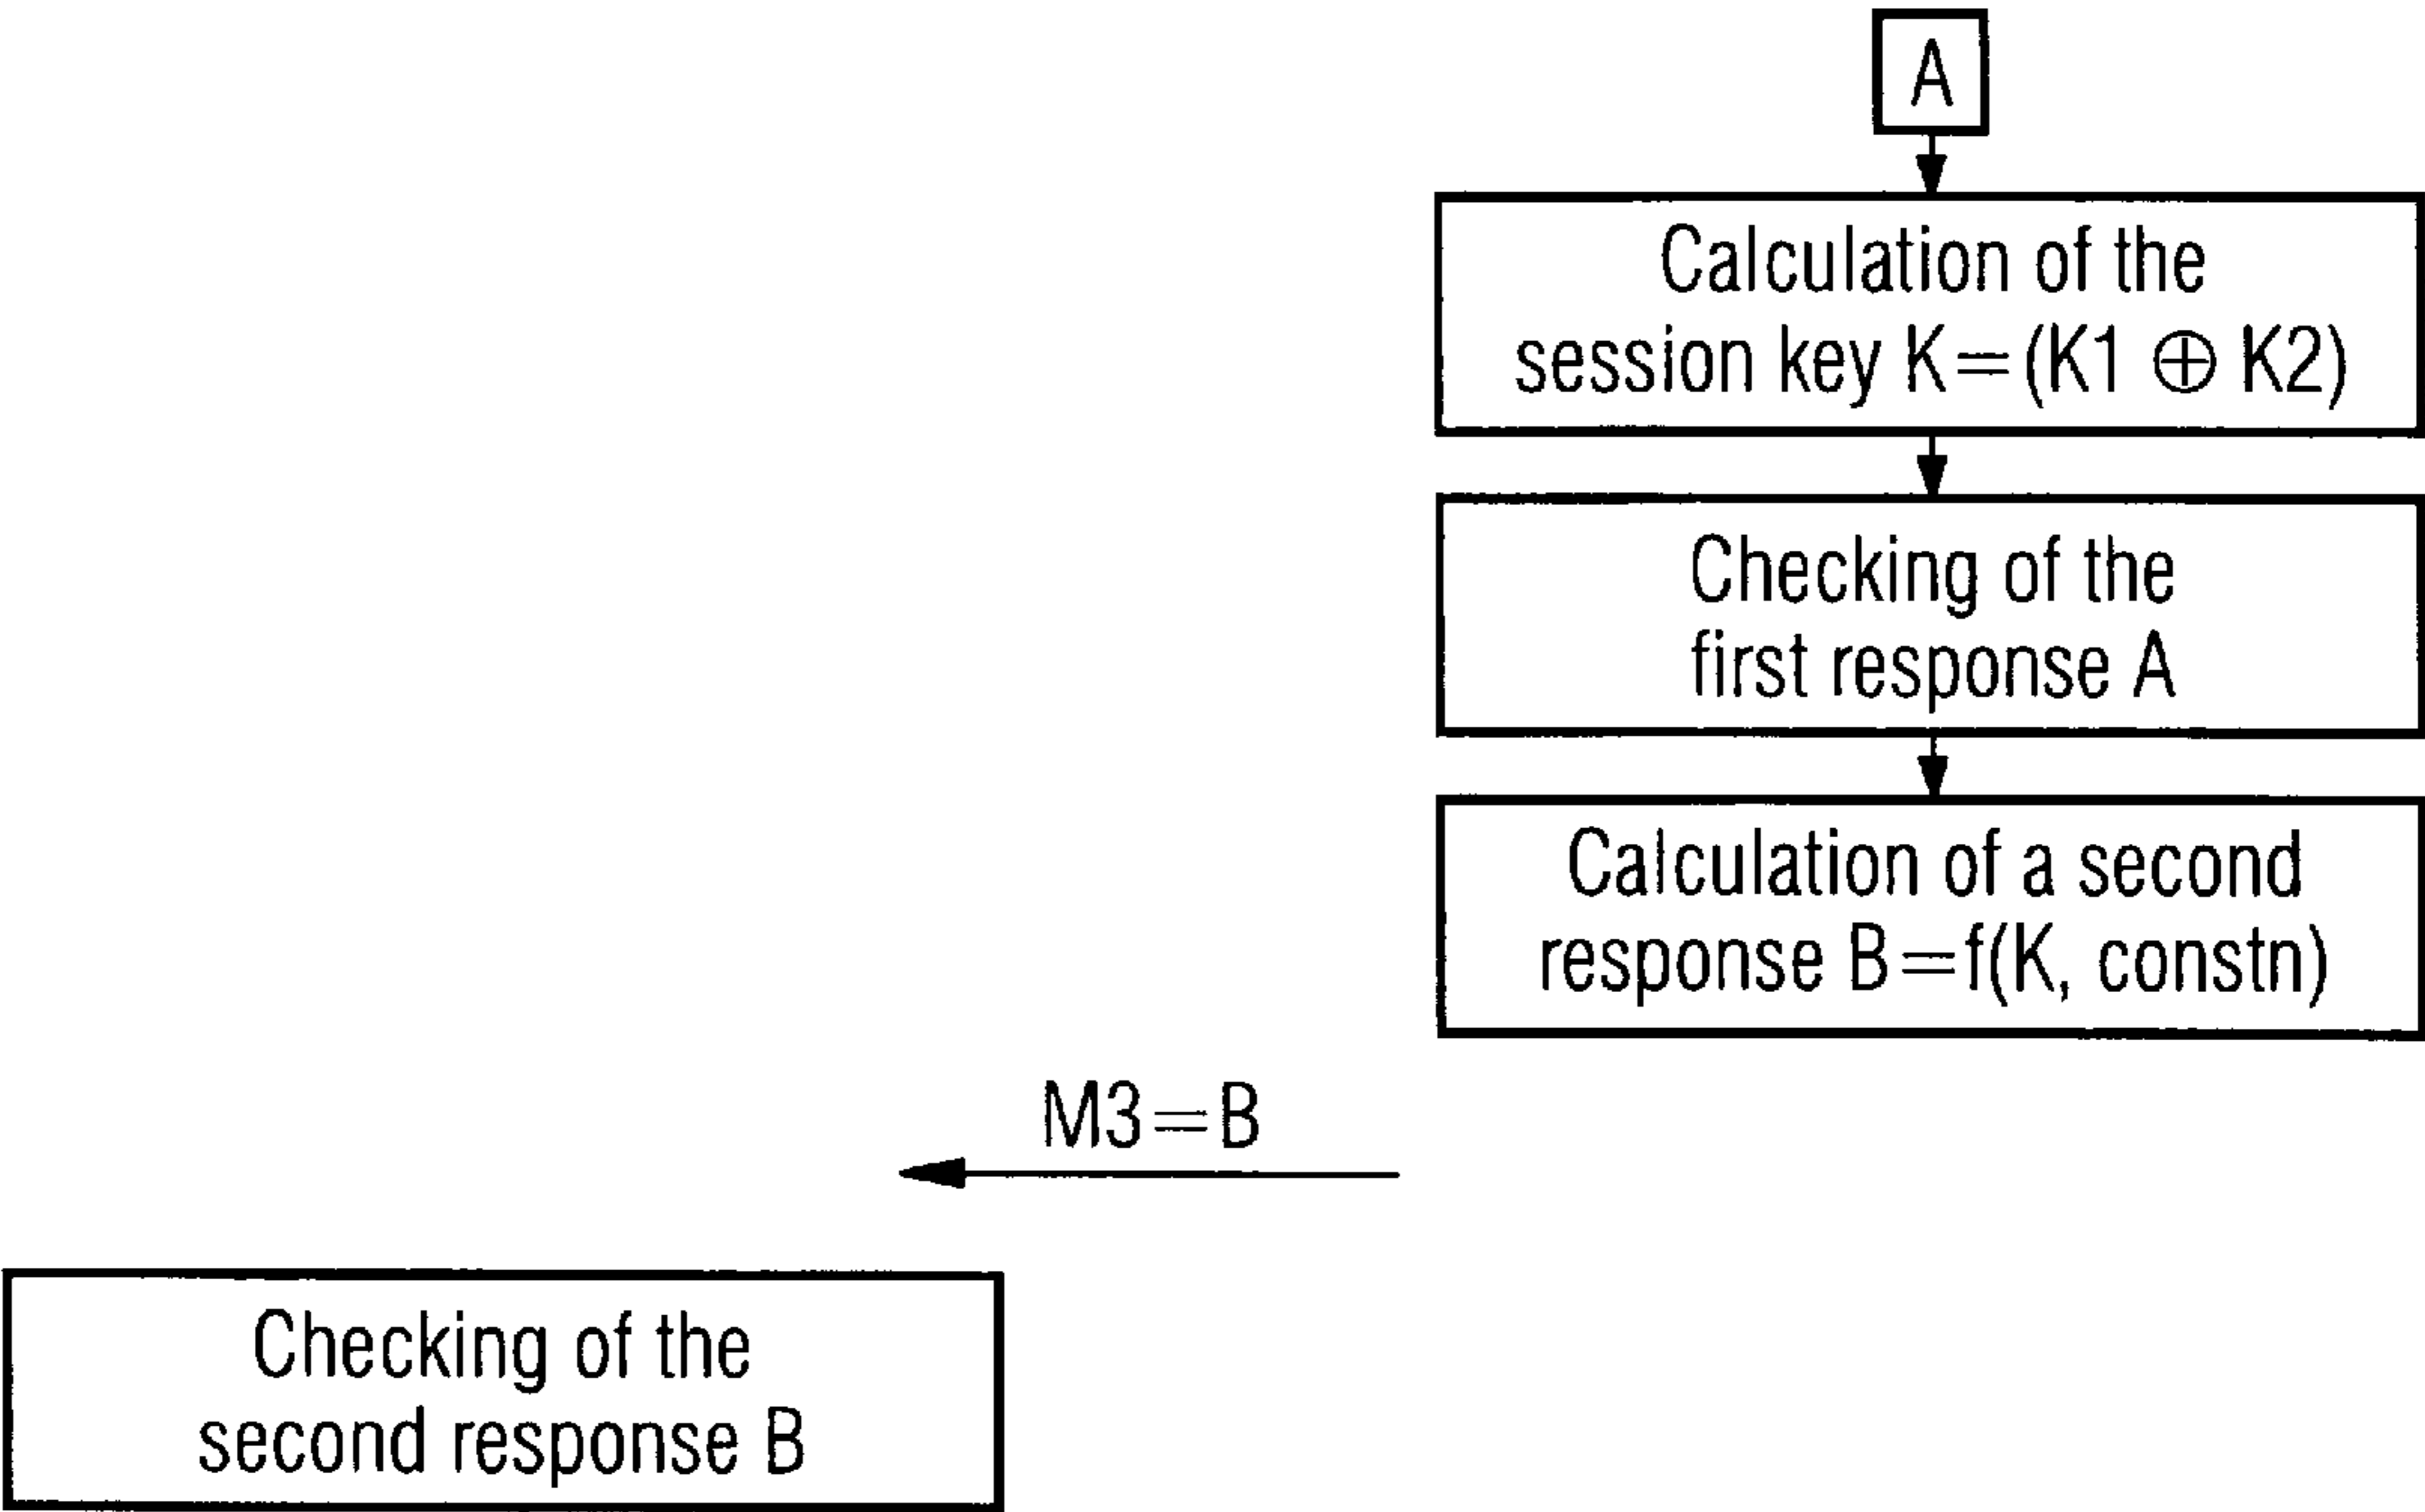 A
Calculation of the
session key K=(K1 ⊕ K2)
Checking of the
first response A
Calculation of a second
response B=f(K, constn)
M3=B
Checking of the
second response B